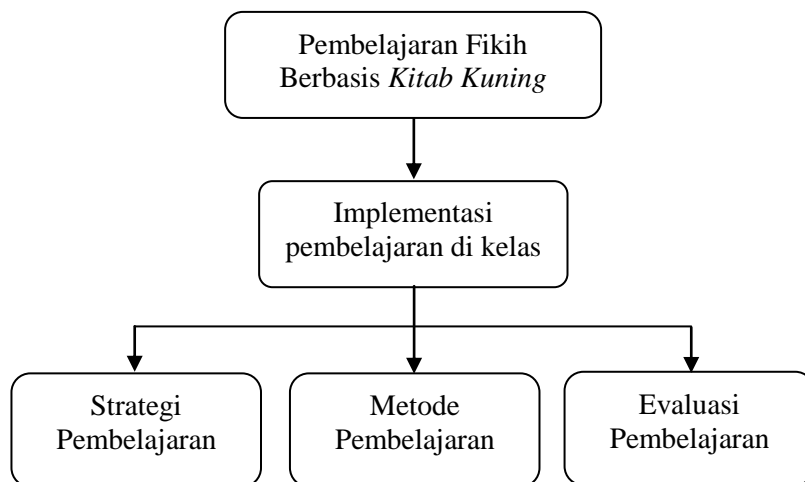 Pembelajaran Fikih
Berbasis Kitab Kuning
Implementasi
pembelajaran di kelas
Strategi
Pembelajaran
Metode
Pembelajaran
Evaluasi
Pembelajaran